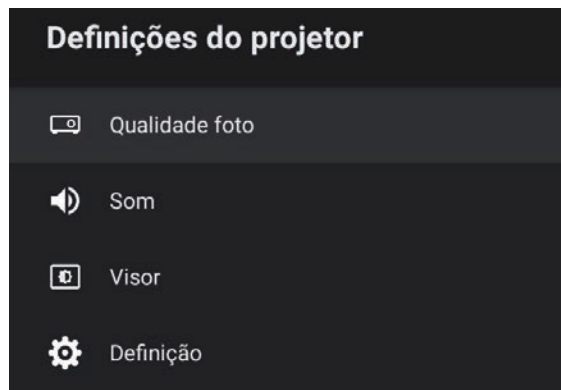 Definições do projetor
Qualidade foto
Som
Visor
Definição